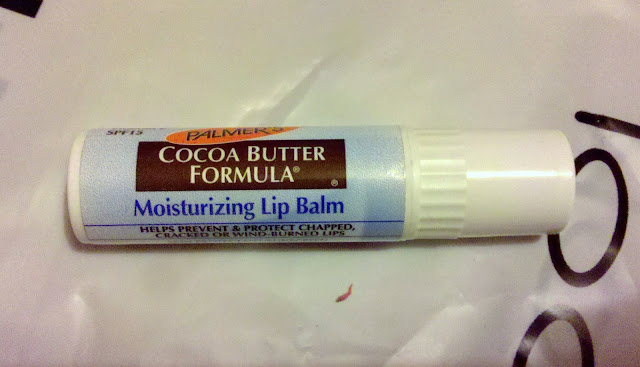 SPF15
PALMER'S
COCOA BUTTER
FORMULA®
®
Moisturizing Lip Balm
HELPS PREVENT & PROTECT CHAPPED,
CRACKED OR WIND-BURNED LIPS